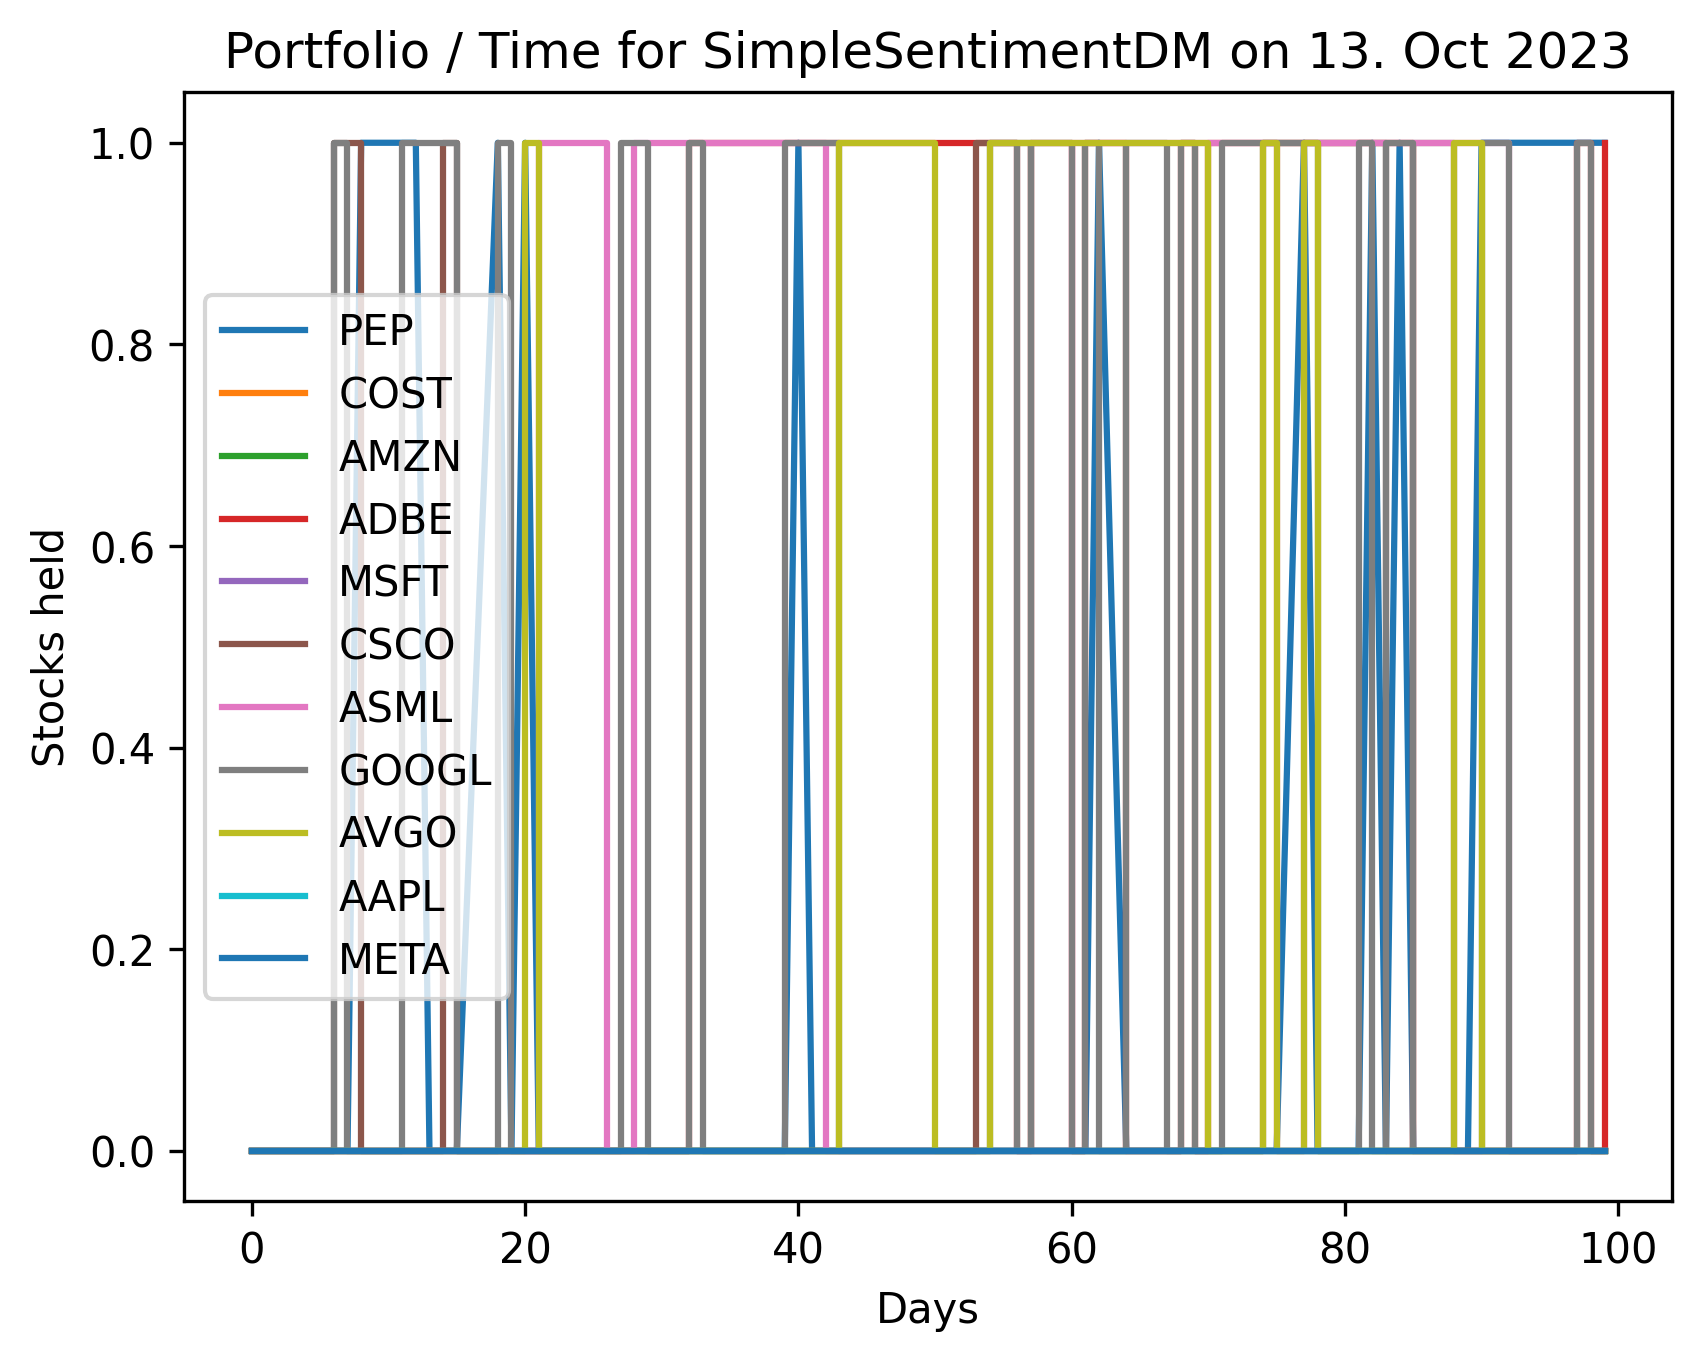 Portfolio / Time for SimpleSentimentDM on 13. Oct 2023
1.0
0.8
0.6
0.4
0.2
0.0
Stocks held
PEP
COST
AMZN
ADBE
MSFT
CSCO
ASML
GOOGL
AVGO
AAPL
META
0 20 40 60 80 100
Days